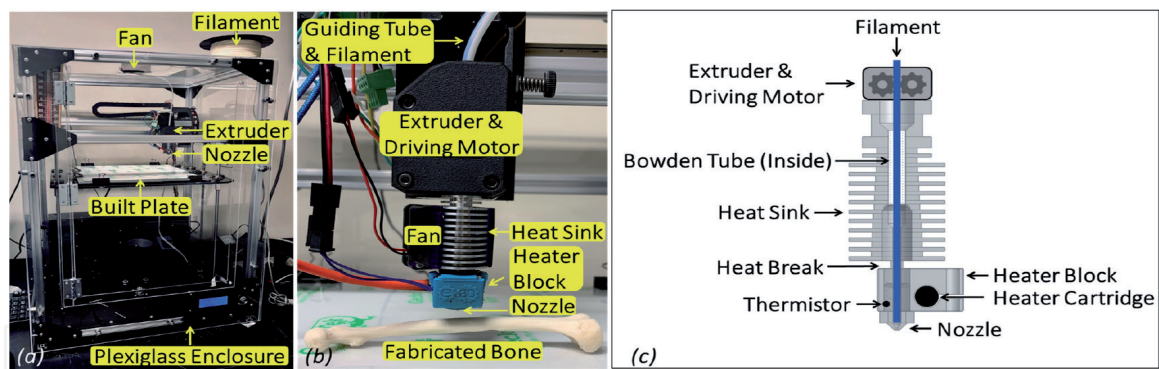 Filament
Fan
Extruder
Nozzle
Built Plate
Plexiglass Enclosure
(a)
Guiding Tube
& Filament
Extruder &
Driving Motor
Fan
Heat Sink
Heater
Block
Nozzle
Fabricated Bone
(b)
Filament
Extruder &
Driving Motor
Bowden Tube (Inside)
Heat Sink
Heat Break
Heater Block
Thermistor
Heater Cartridge
Nozzle
(c)